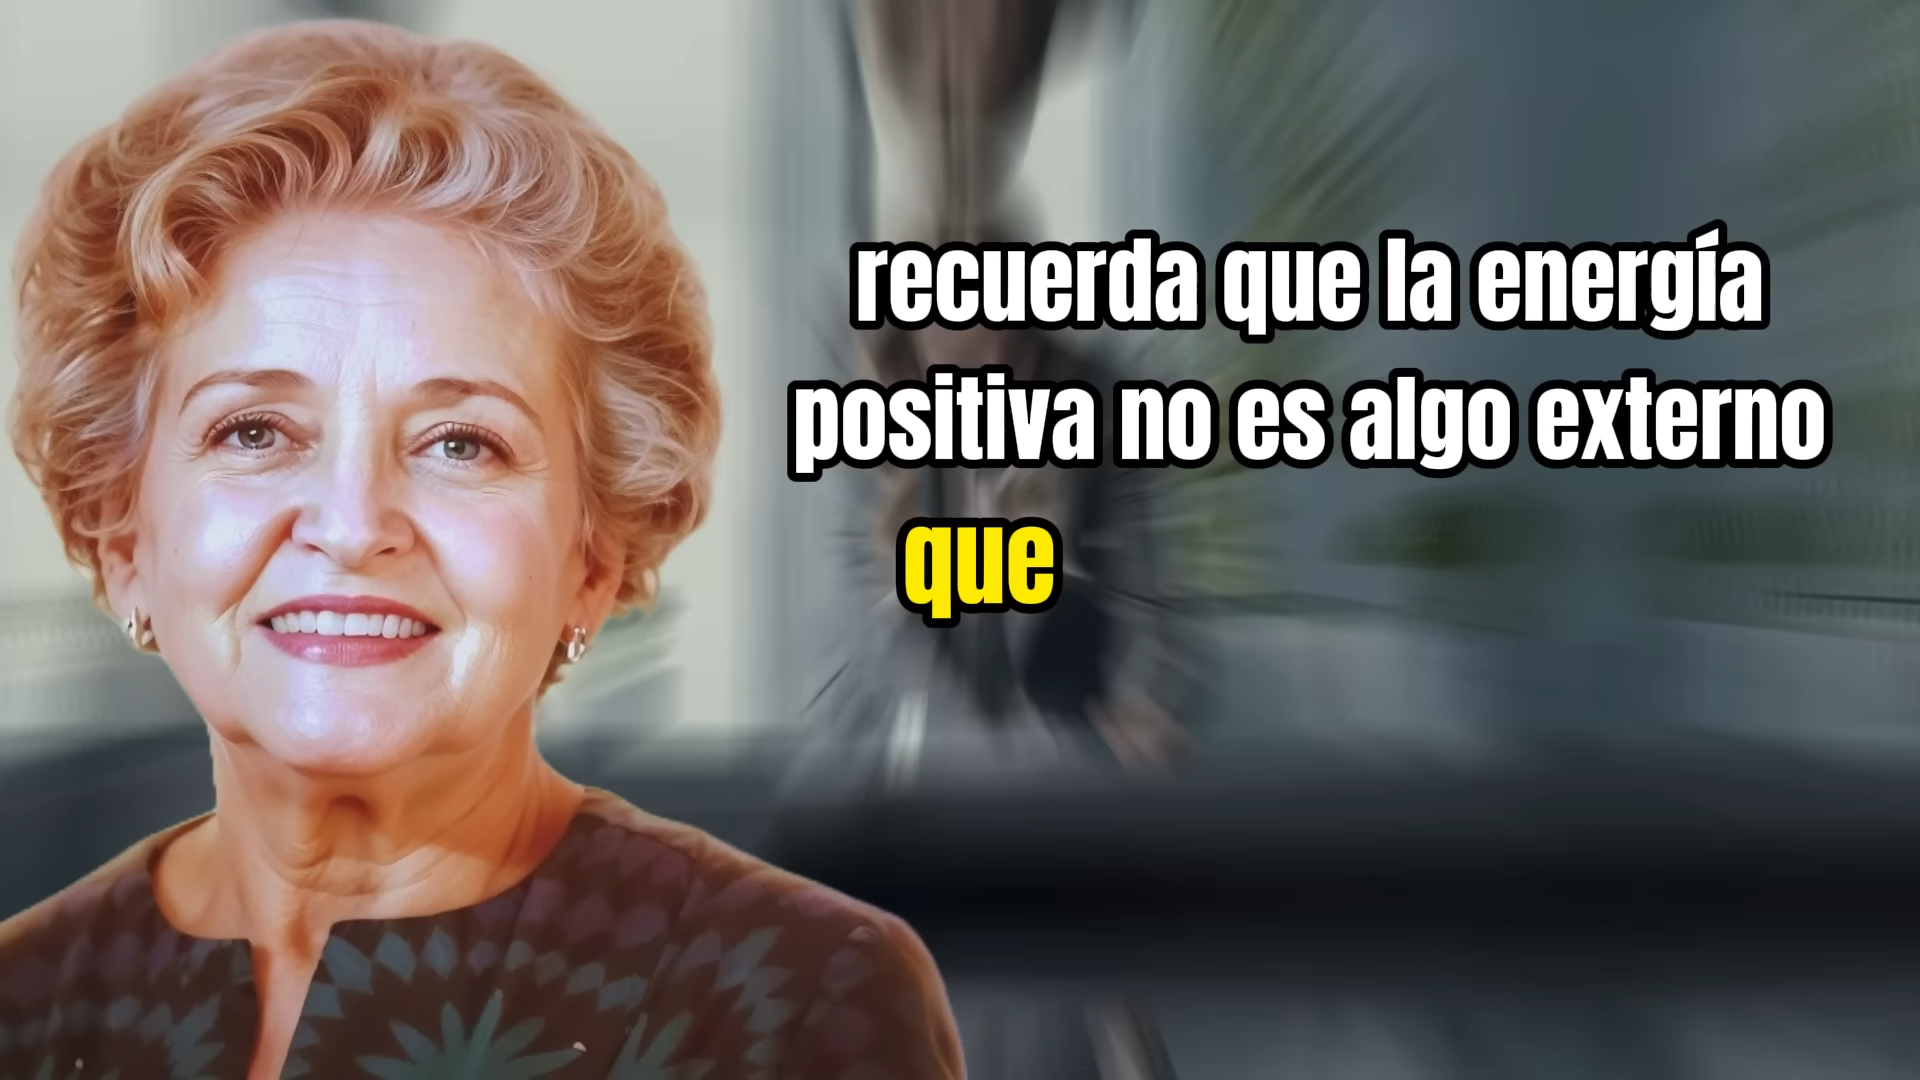 recuerda que la energía
positiva no es algo externo
que